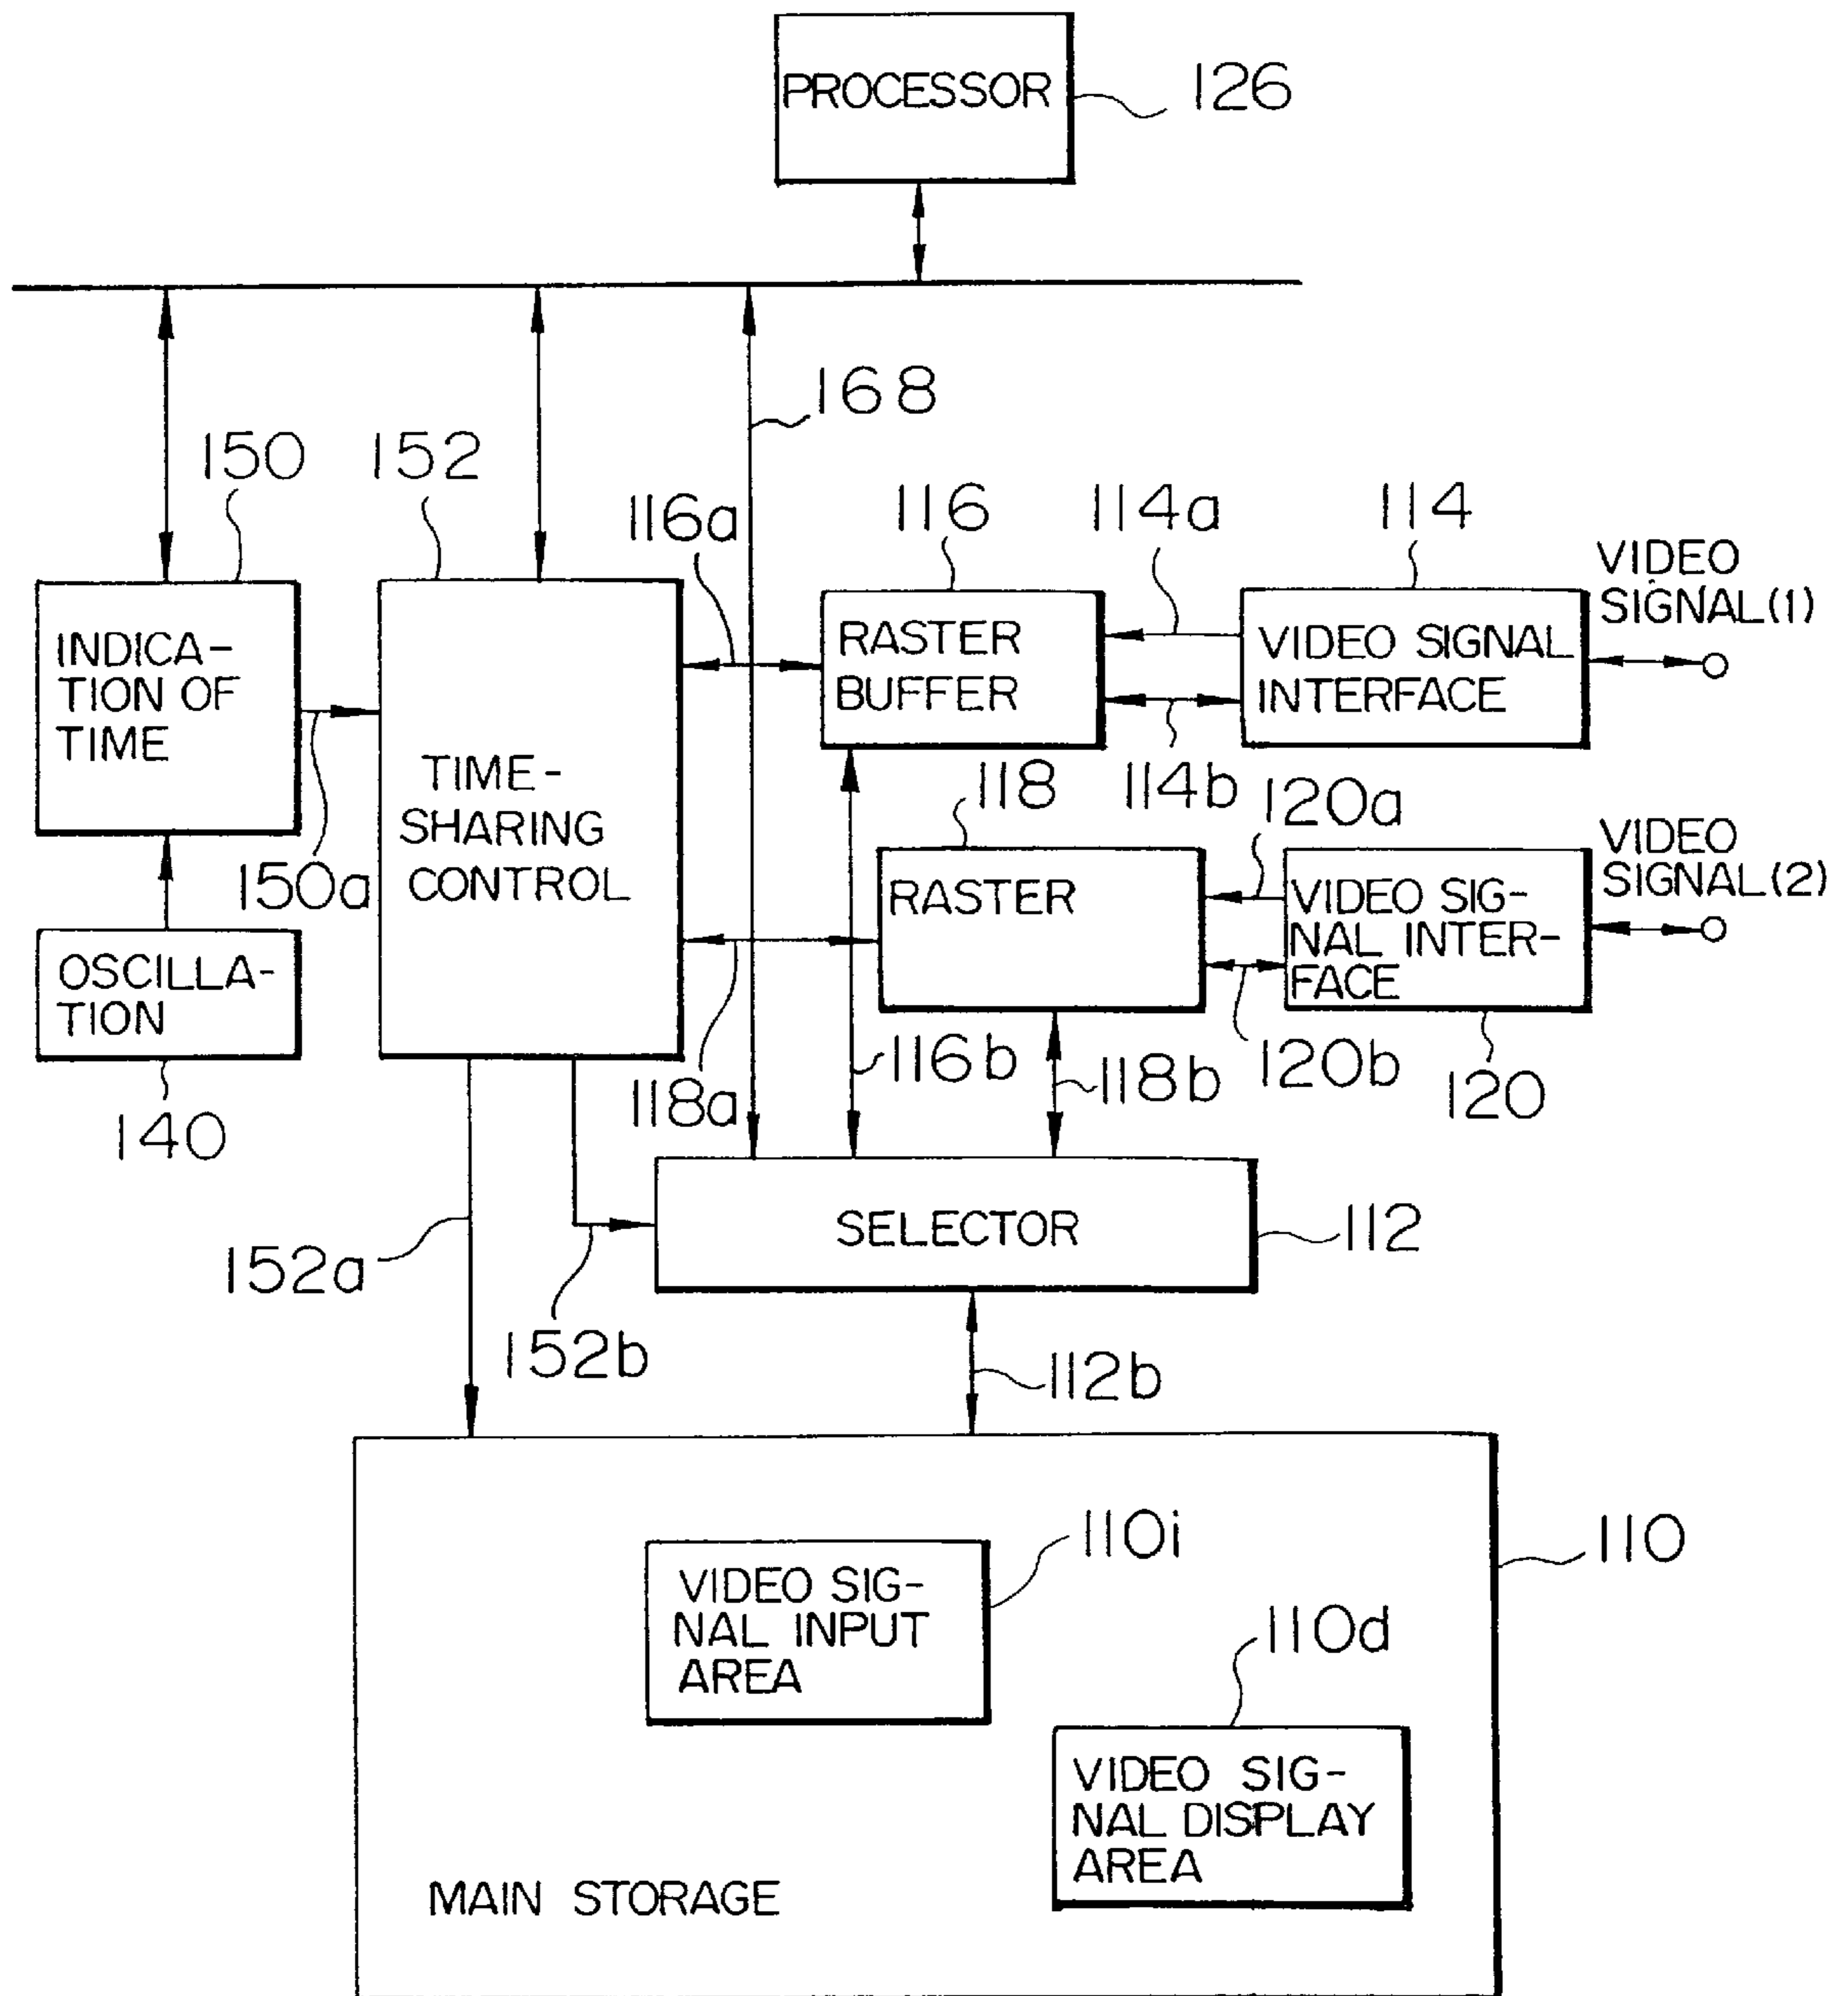 PROCESSOR
126
168
150
152
116a
116
114a
114
VIDEO
SIGNAL(1)
INDICA-
TION OF
TIME
RASTER
BUFFER
VIDEO SIGNAL
INTERFACE
TIME-
SHARING
CONTROL
150a
118
114b
120a
VIDEO
SIGNAL(2)
RASTER
VIDEO SIG-
NAL INTER-
FACE
OSCILLA-
TION
140
118a
116b
118b
120b
120
SELECTOR
112
152a
152b
112b
110i
110
VIDEO SIG-
NAL INPUT
AREA
110d
VIDEO SIG-
NAL DISPLAY
AREA
MAIN STORAGE